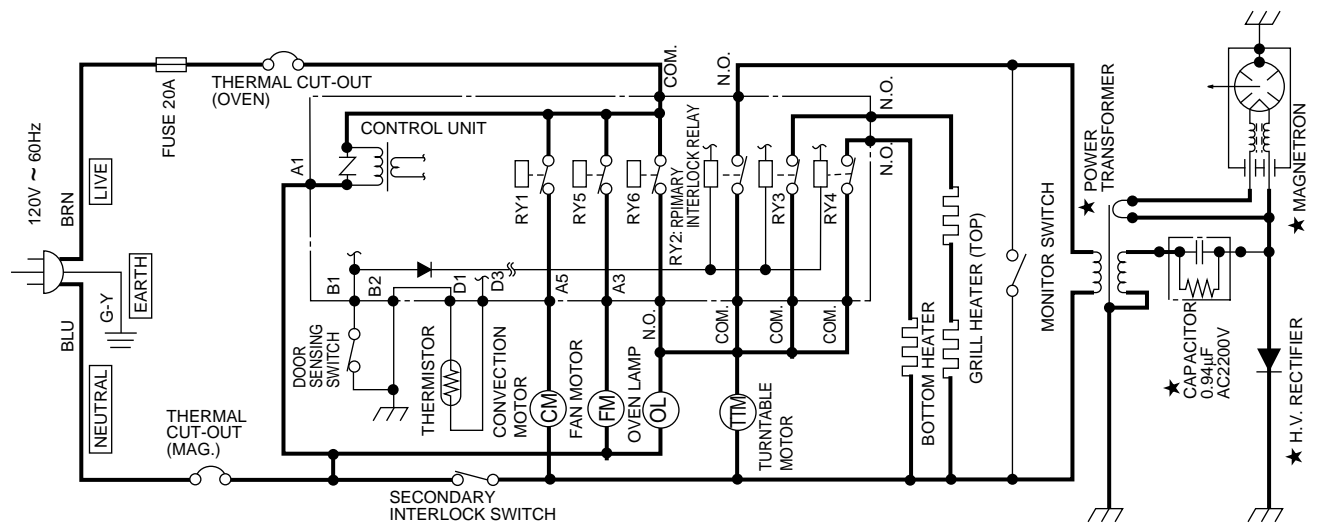 120V ~ 60Hz
BRN
LIVE
FUSE 20A
THERMAL CUT-OUT
(OVEN)
A1
CONTROL UNIT
COM.
N.O.
N.O.
N.O.
RY1
RY5
RY6
RY2: RPIMARY
INTERLOCK RELAY
RY3
RY4
BLU
NEUTRAL
G-Y
EARTH
B1
B2
D1
D3
A5
A3
N.O.
COM.
COM.
COM.
DOOR
SENSING
SWITCH
THERMISTOR
CONVECTION
MOTOR
CM
FAN MOTOR
FM
OVEN LAMP
OL
TTM
TURNTABLE
MOTOR
BOTTOM HEATER
GRILL HEATER (TOP)
MONITOR SWITCH
★ POWER
TRANSFORMER
★ MAGNETRON
★ CAPACITOR
0.94µF
AC2200V
★ H.V. RECTIFIER
THERMAL
CUT-OUT
(MAG.)
SECONDARY
INTERLOCK SWITCH